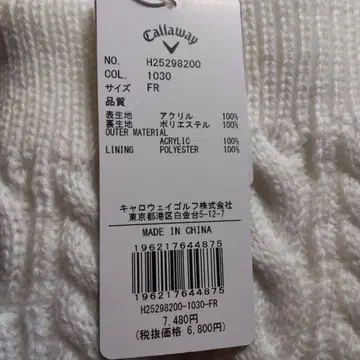 Callaway
NO. H25298200
COL. 1030
サイズ FR
品質
表生地 アクリル 100%
裏生地 ポリエステル 100%
OUTER MATERIAL
ACRYLIC 100%
LINING POLYESTER 100%
キャロウェイゴルフ株式会社
東京都港区白金台5-12-7
MADE IN CHINA
196217644875
196217644875
H25298200-1030-FR
7,480円
(税抜価格 6,800円)